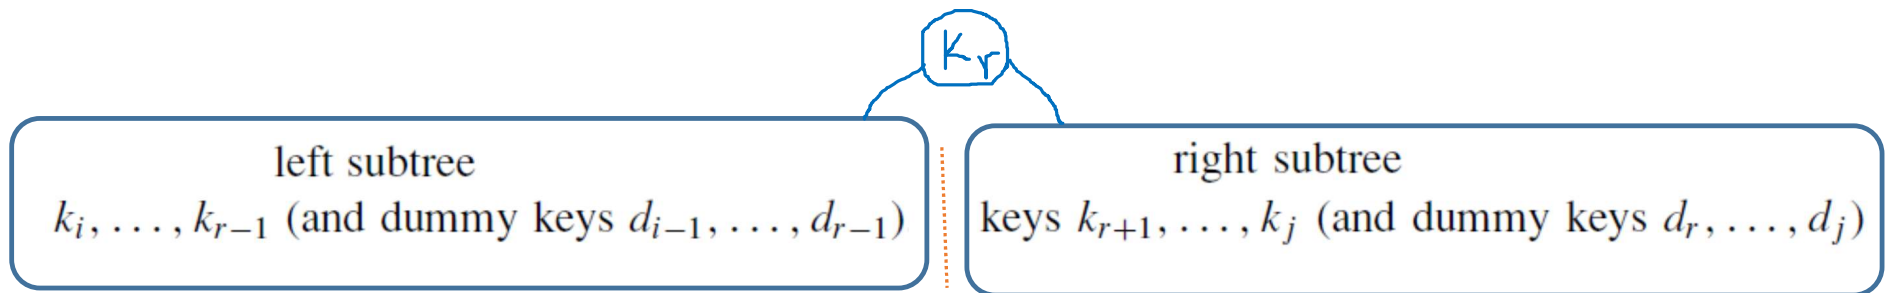 Kr
left subtree
k_i, . . . , k_{r−1} (and dummy keys d_{i−1}, . . . , d_{r−1})
right subtree
keys k_{r+1}, . . . , k_j (and dummy keys d_r, . . . , d_j)